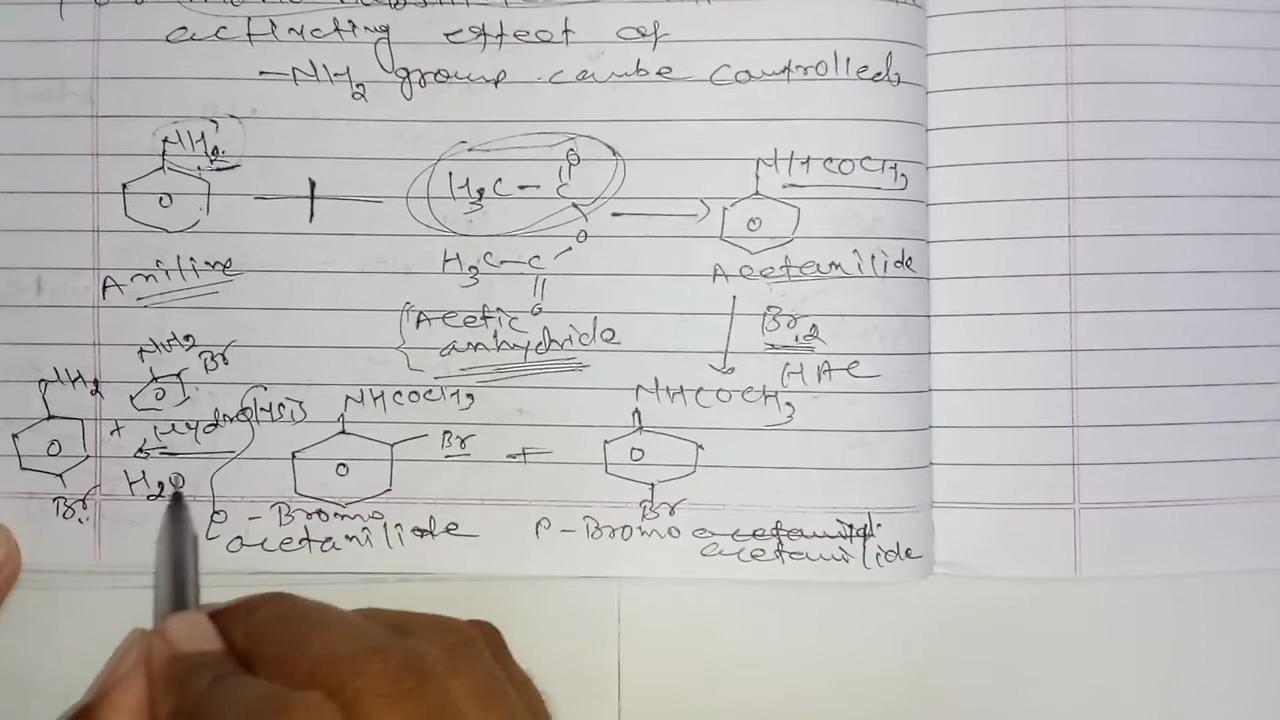 activating effect of
-NH2 group can be controlled
NH2
+
H3C-C
O
O
H3C-C
O
NHCOCH3
Aniline
Acetic
anhydride
Acetanilide
Br2
HAC
NH2
Br
NH2
+
Br
Hydrolysis
H2O
NHCOCH3
Br
+
NHCOCH3
Br
o-Bromo
acetanilide
P-Bromo
acetanilide